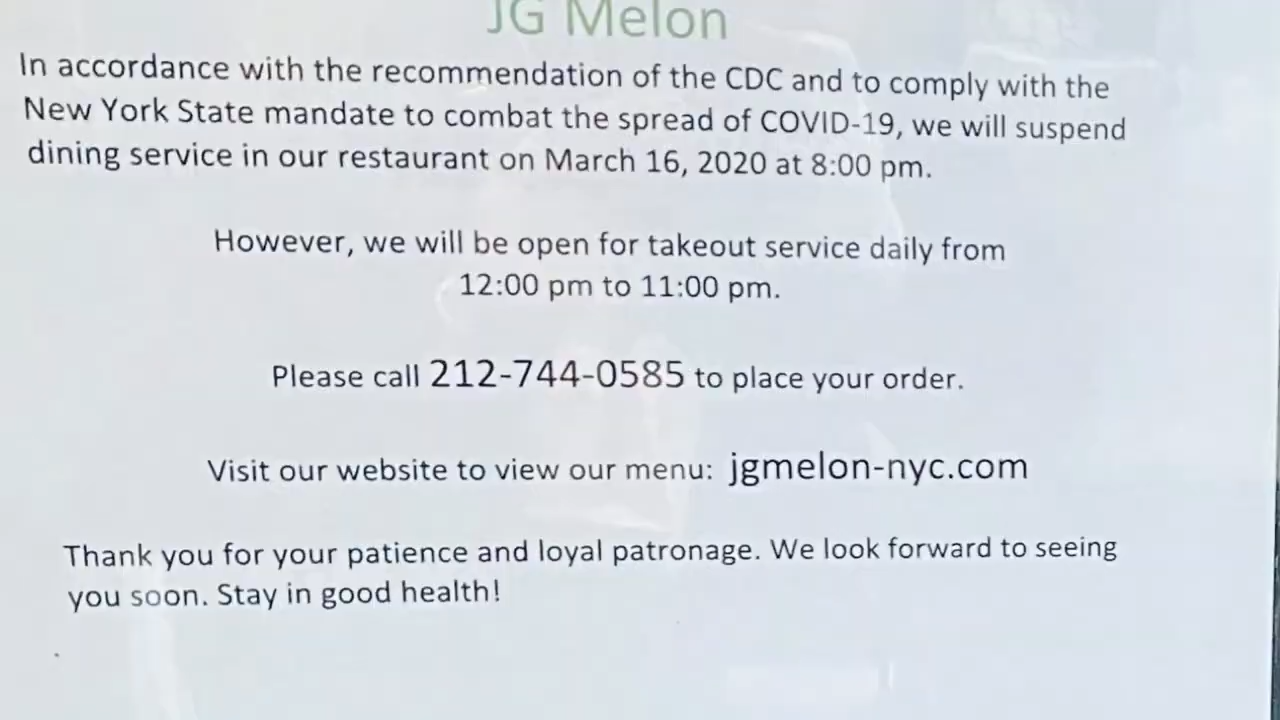 JG Melon
In accordance with the recommendation of the CDC and to comply with the
New York State mandate to combat the spread of COVID-19, we will suspend
dining service in our restaurant on March 16, 2020 at 8:00 pm.
However, we will be open for takeout service daily from
12:00 pm to 11:00 pm.
Please call 212-744-0585 to place your order.
Visit our website to view our menu: jgmelon-nyc.com
Thank you for your patience and loyal patronage. We look forward to seeing
you soon. Stay in good health!